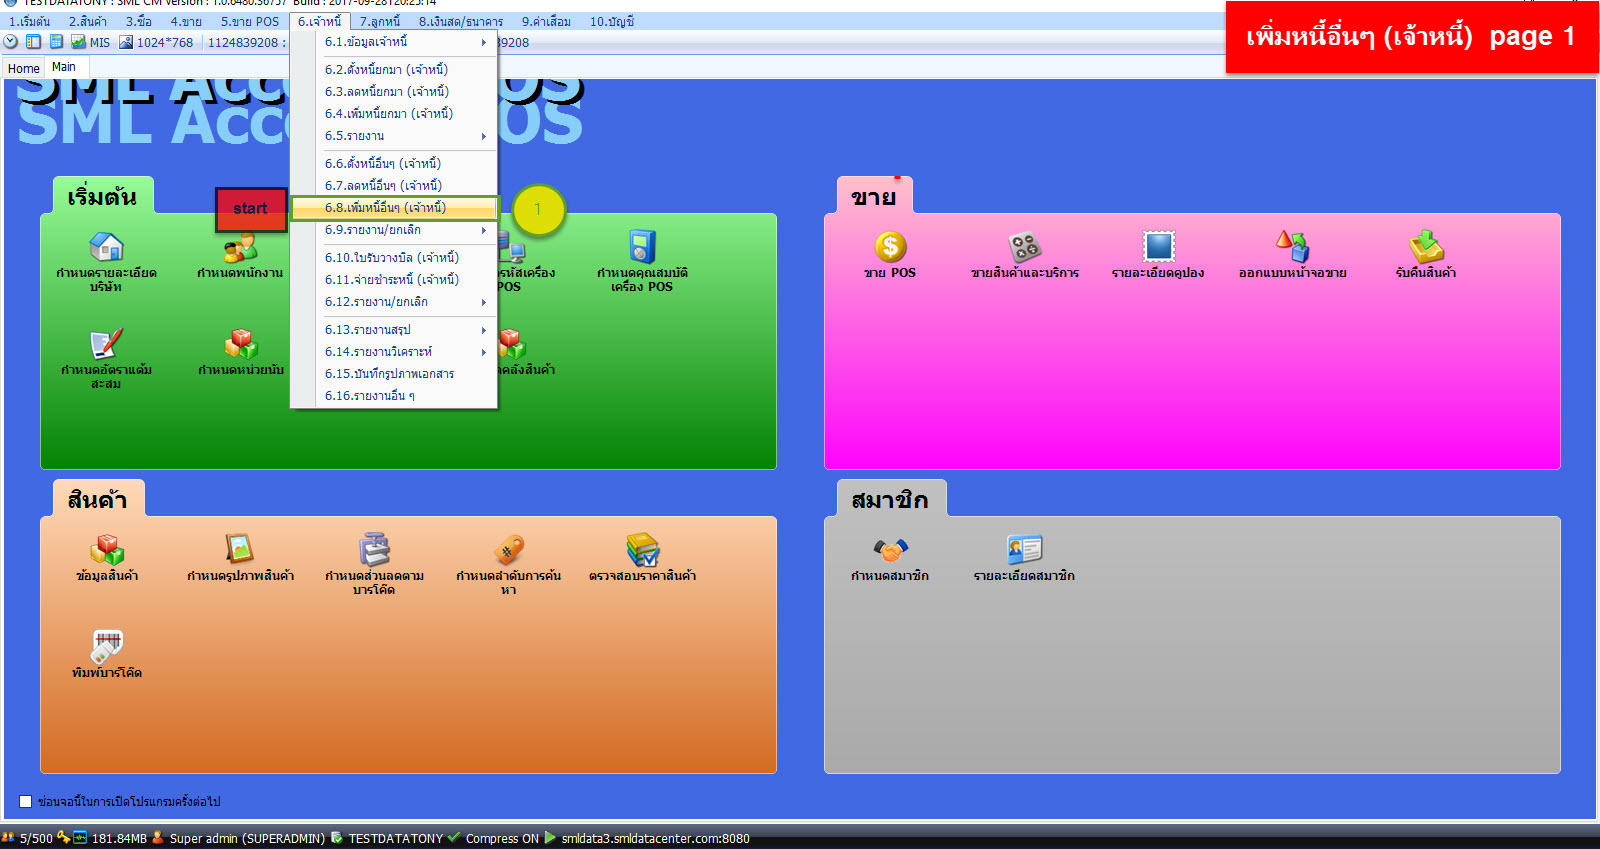 TESTDATATONY : SML CM Version : 1.0.6480.36757 Build : 2017-09-28T20:25:14
1.เริ่มต้น 2.สินค้า 3.ซื้อ 4.ขาย 5.ขาย POS 6.เจ้าหนี้ 7.ลูกหนี้ 8.เงินสด/ธนาคาร 9.ค่าเสื่อม 10.บัญชี
เพิ่มหนี้อื่นๆ (เจ้าหนี้) page 1
MIS 1024*768 1124839208 : 39208
Home Main
SML Acc OS
6.1.ข้อมูลเจ้าหนี้
6.2.ตั้งหนี้ยกมา (เจ้าหนี้)
6.3.ลดหนี้ยกมา (เจ้าหนี้)
6.4.เพิ่มหนี้ยกมา (เจ้าหนี้)
6.5.รายงาน
6.6.ตั้งหนี้อื่นๆ (เจ้าหนี้)
6.7.ลดหนี้อื่นๆ (เจ้าหนี้)
6.8.เพิ่มหนี้อื่นๆ (เจ้าหนี้)
6.9.รายงาน/ยกเลิก
6.10.ใบรับวางบิล (เจ้าหนี้)
6.11.จ่ายชำระหนี้ (เจ้าหนี้)
6.12.รายงาน/ยกเลิก
6.13.รายงานสรุป
6.14.รายงานวิเคราะห์
6.15.บันทึกรูปภาพเอกสาร
6.16.รายงานอื่น ๆ
start
1
เริ่มต้น
กำหนดรายละเอียด
บริษัท
กำหนดพนักงาน
รหัสเครื่อง
POS
กำหนดคุณสมบัติ
เครื่อง POS
กำหนดอัตราแต้ม
สะสม
กำหนดหน่วยนับ
คลังสินค้า
ขาย
ขาย POS
ขายสินค้าและบริการ
รายละเอียดคูปอง
ออกแบบหน้าจอขาย
รับคืนสินค้า
สินค้า
ข้อมูลสินค้า
กำหนดรูปภาพสินค้า
กำหนดส่วนลดตาม
บาร์โค๊ด
กำหนดลำดับการค้น
หา
ตรวจสอบราคาสินค้า
พิมพ์บาร์โค๊ด
สมาชิก
กำหนดสมาชิก
รายละเอียดสมาชิก
ซ่อนจอนี้ในการเปิดโปรแกรมครั้งต่อไป
5/500 181.84MB Super admin (SUPERADMIN) TESTDATATONY Compress ON smldata3.smldatacenter.com:8080